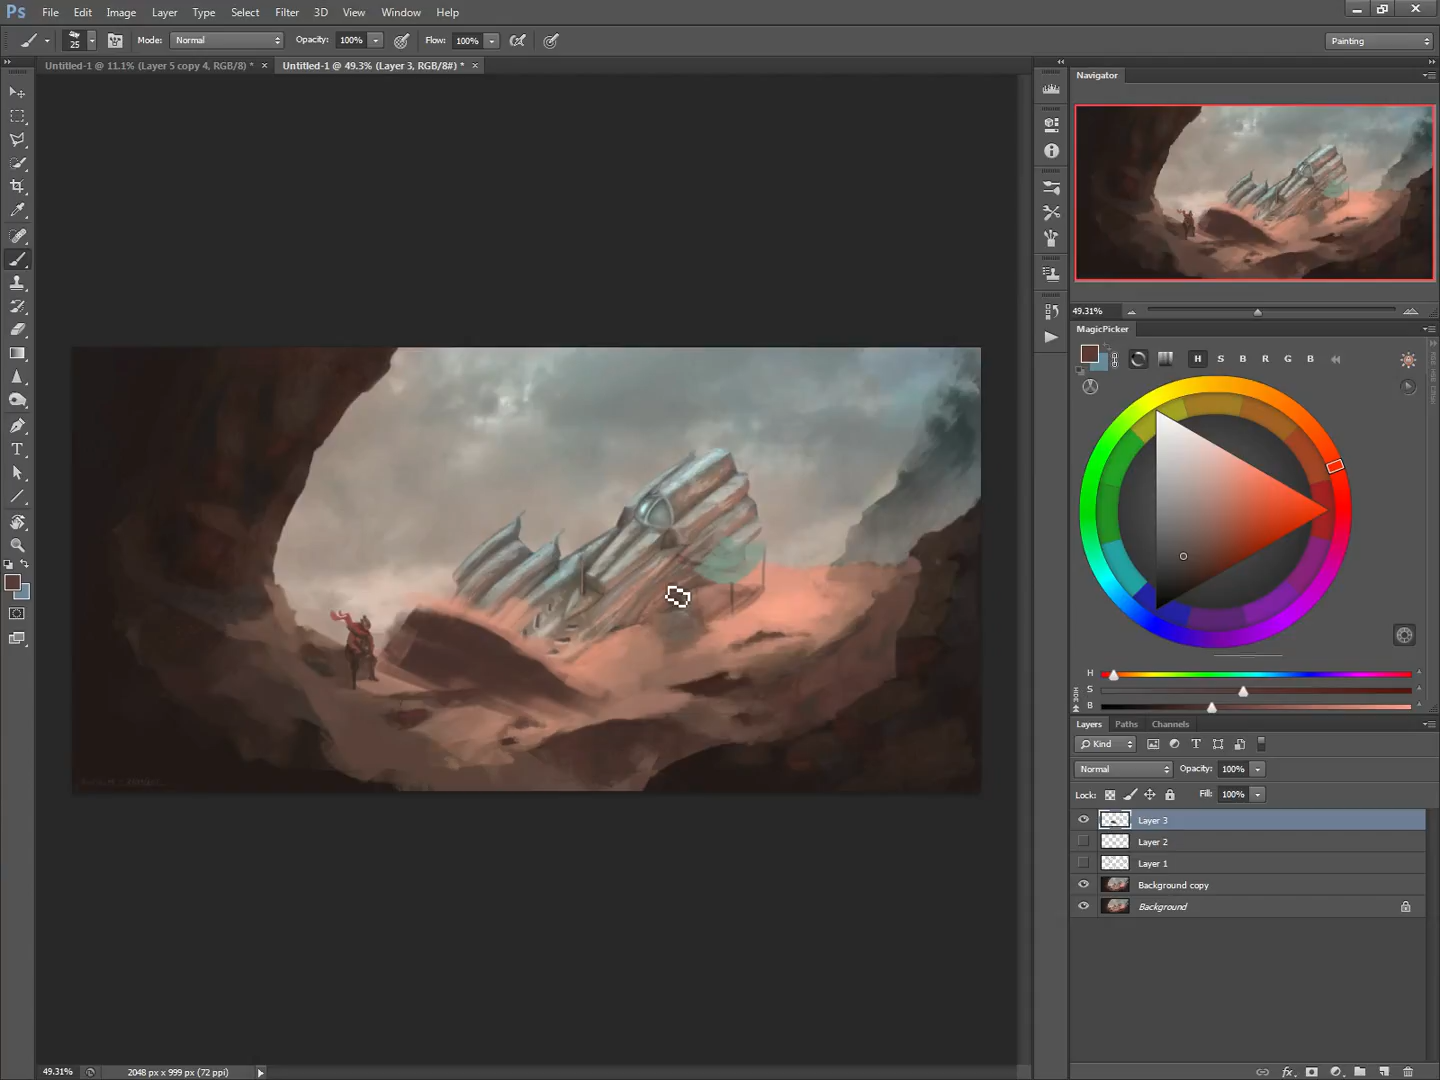 Ps File Edit Image Layer Type Select Filter 3D View Window Help
25 Mode: Normal Opacity: 100% Flow: 100% Painting
Untitled-1 @ 11.1% (Layer 5 copy 4, RGB/8) * × Untitled-1 @ 49.3% (Layer 3, RGB/8#) * ×
Navigator
49.31%
MagicPicker
H S B R G B
H
S
B
Layers Paths Channels
Kind
Normal Opacity: 100%
Lock: Fill: 100%
Layer 3
Layer 2
Layer 1
Background copy
Background
49.31% 2048 px x 999 px (72 ppi)